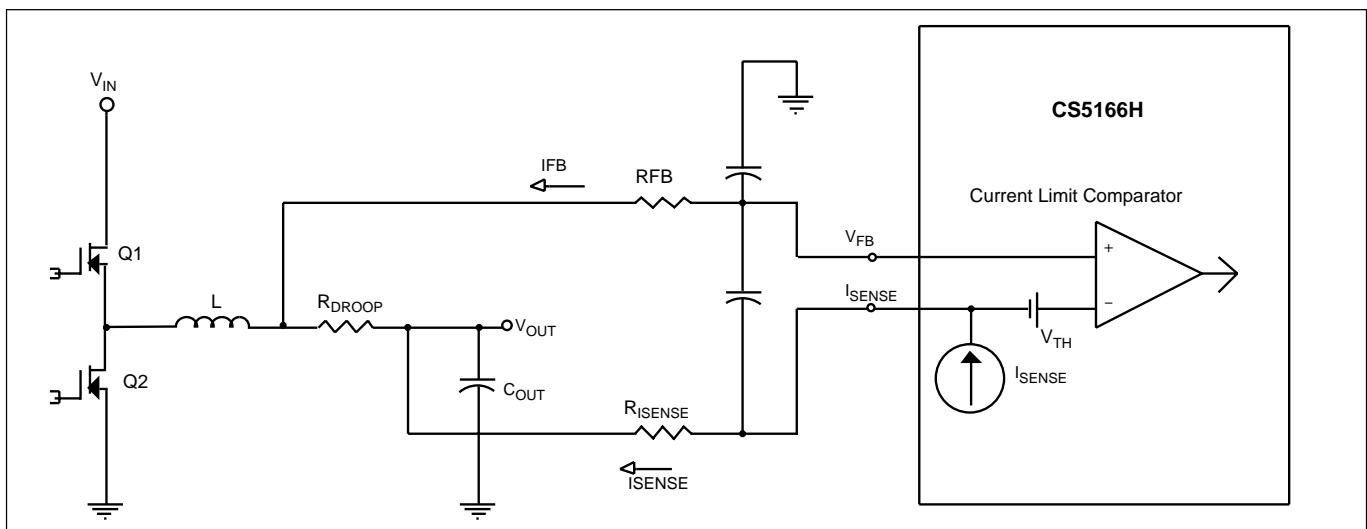 V_IN
CS5166H
IFB
RFB
Current Limit Comparator
V_FB
+
Q1
I_SENSE
−
L
R_DROOP
V_OUT
V_TH
Q2
C_OUT
R_ISENSE
I_SENSE
ISENSE